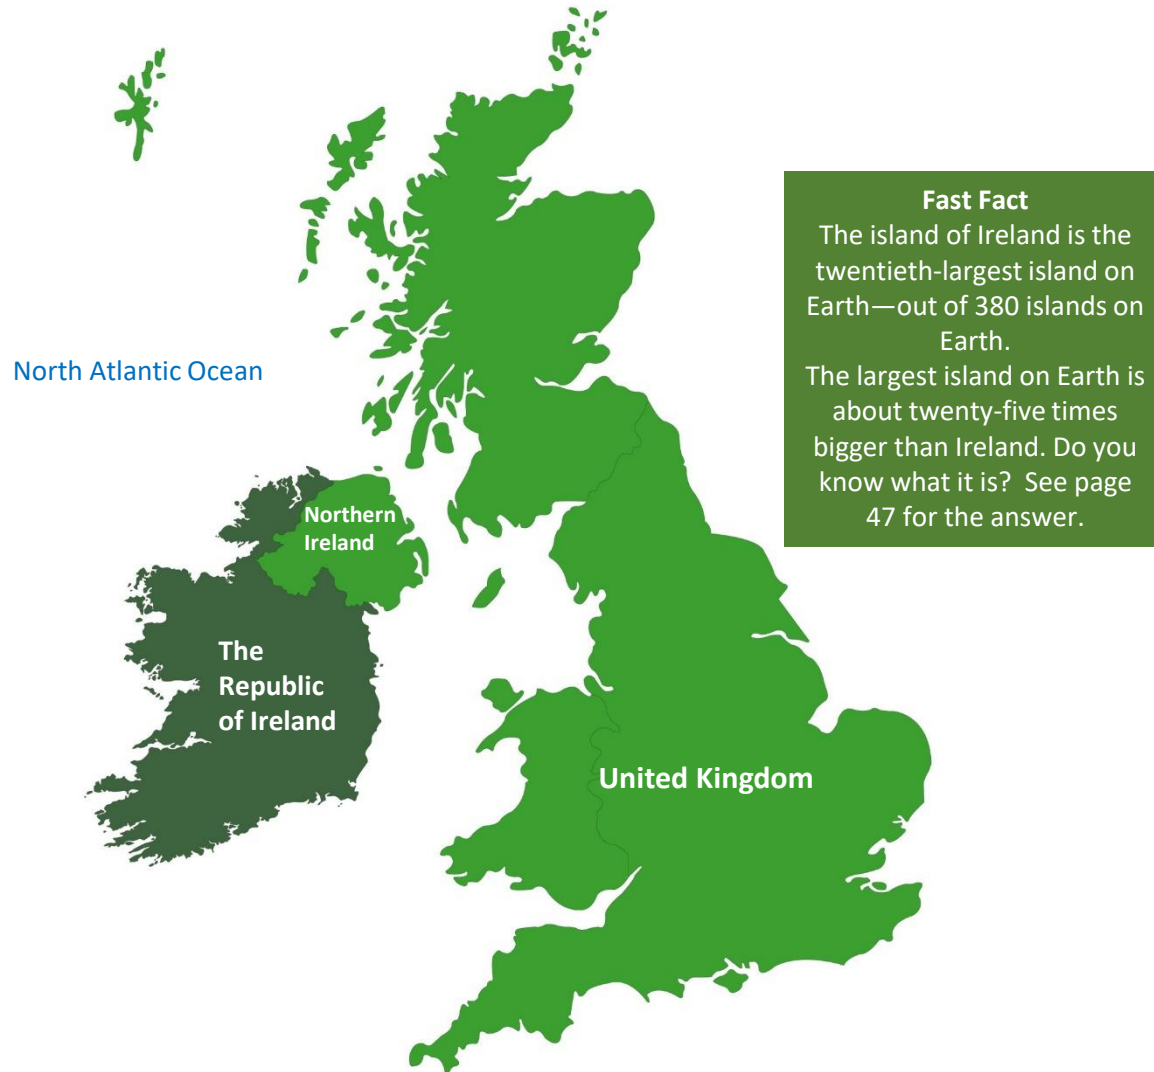 Fast Fact
The island of Ireland is the
twentieth-largest island on
Earth—out of 380 islands on
Earth.
The largest island on Earth is
about twenty-five times
bigger than Ireland. Do you
know what it is?  See page
47 for the answer.
North Atlantic Ocean
Northern
Ireland
The
Republic
of Ireland
United Kingdom